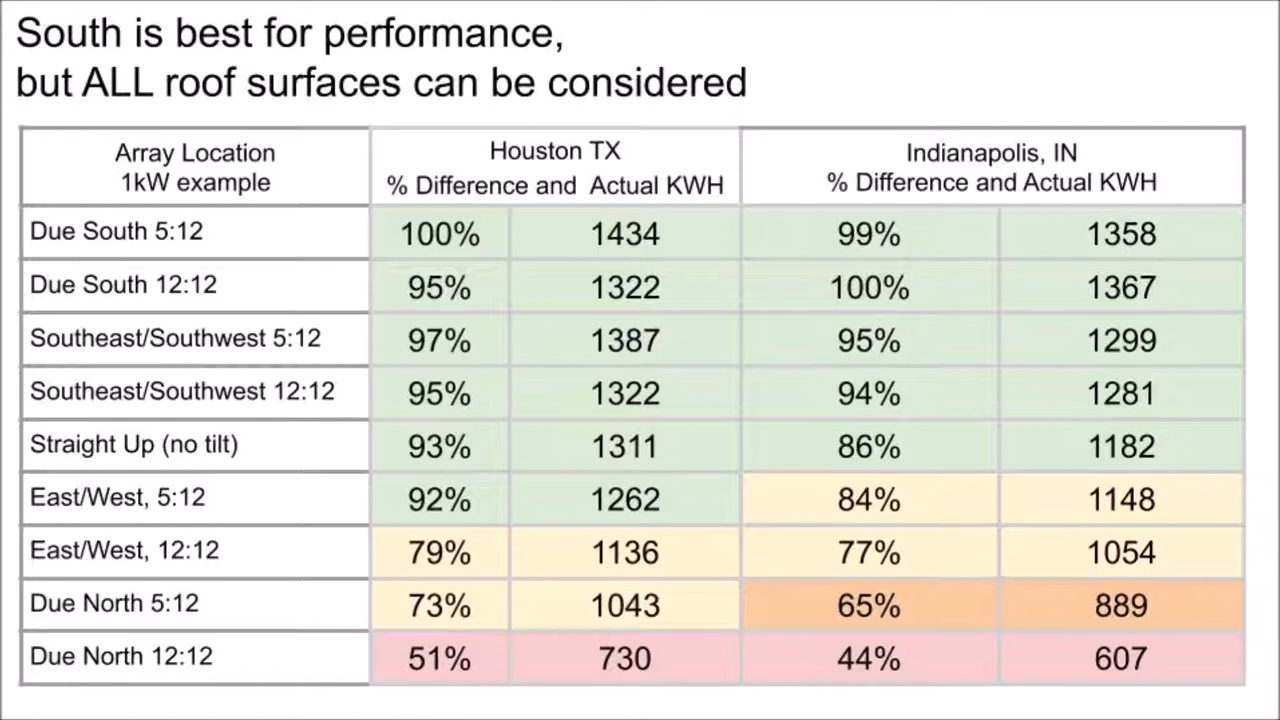 South is best for performance,
but ALL roof surfaces can be considered
Array Location
1kW example
Houston TX
% Difference and Actual KWH
Indianapolis, IN
% Difference and Actual KWH
Due South 5:12 100% 1434 99% 1358
Due South 12:12 95% 1322 100% 1367
Southeast/Southwest 5:12 97% 1387 95% 1299
Southeast/Southwest 12:12 95% 1322 94% 1281
Straight Up (no tilt) 93% 1311 86% 1182
East/West, 5:12 92% 1262 84% 1148
East/West, 12:12 79% 1136 77% 1054
Due North 5:12 73% 1043 65% 889
Due North 12:12 51% 730 44% 607